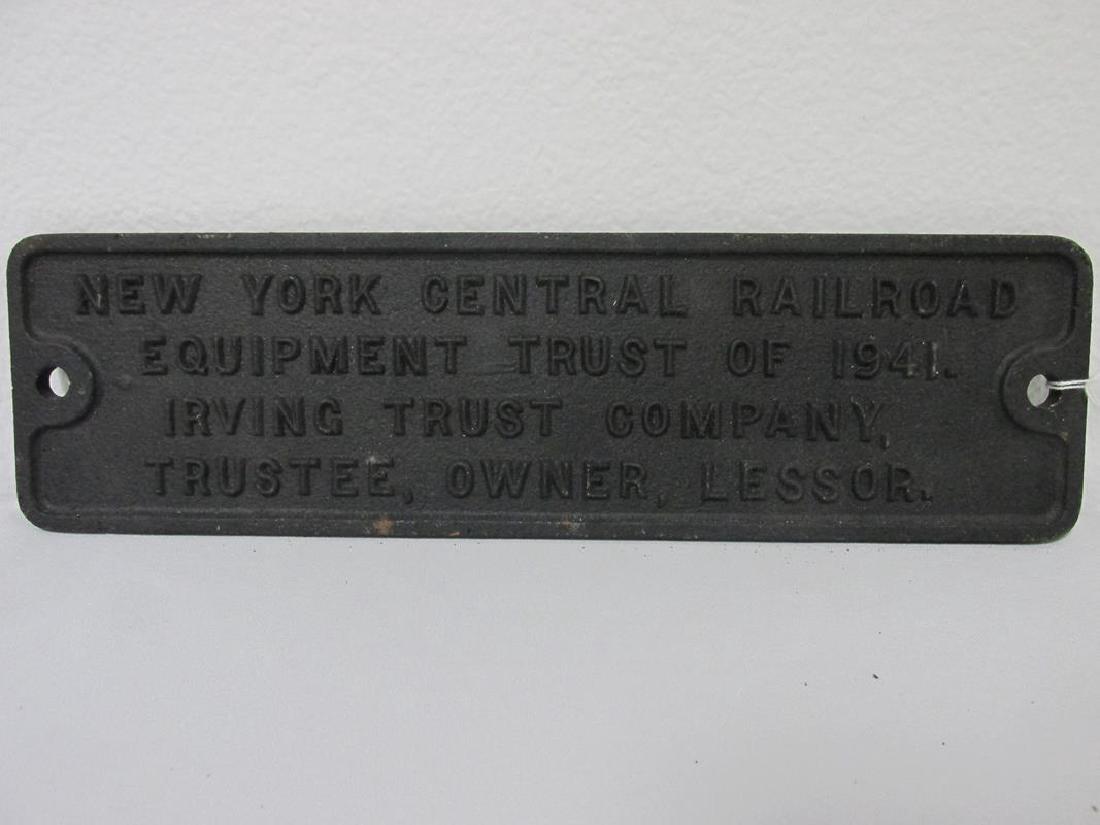 NEW YORK CENTRAL RAILROAD
EQUIPMENT TRUST OF 1941.
IRVING TRUST COMPANY,
TRUSTEE, OWNER, LESSOR.